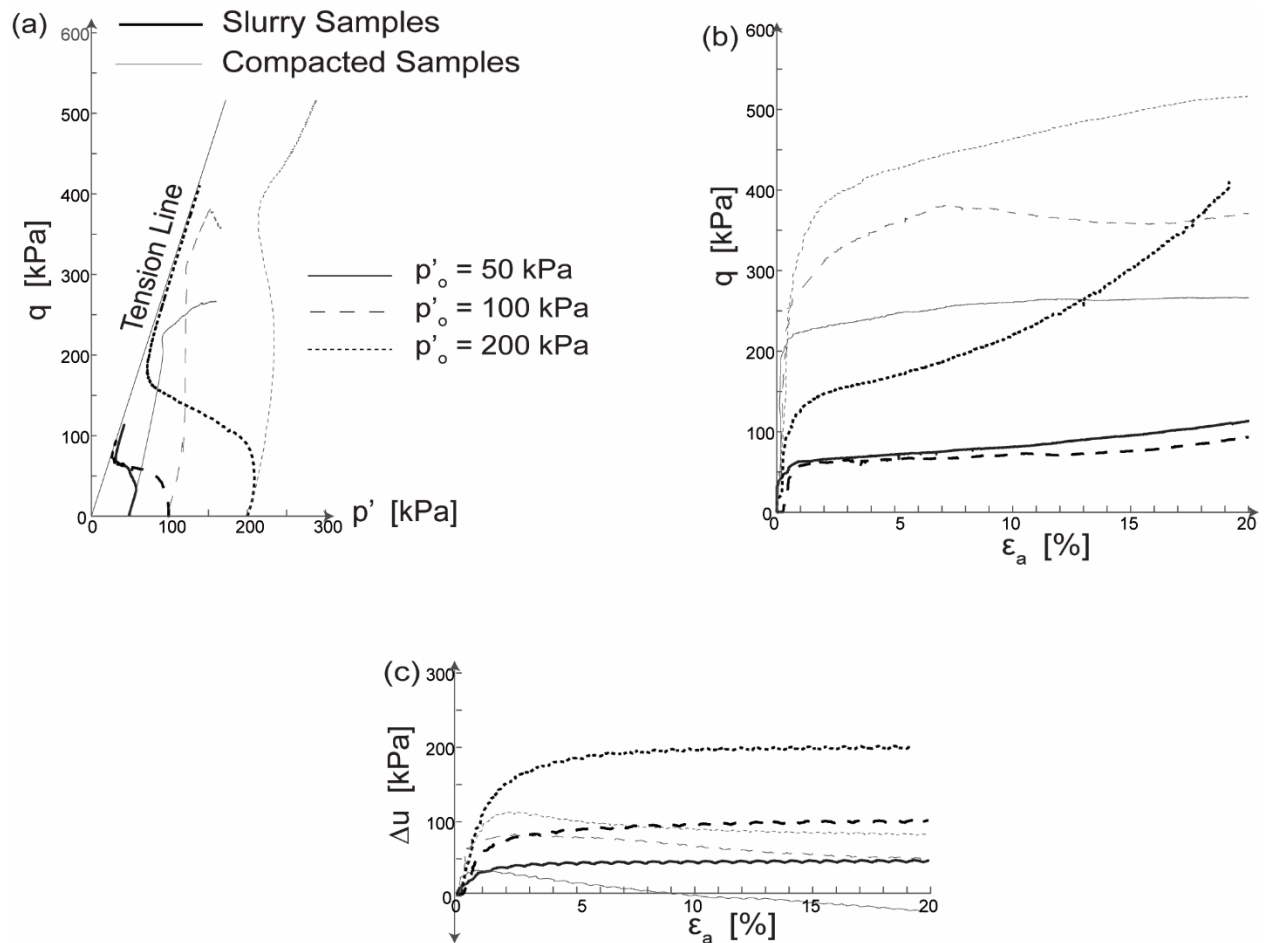 (a)
Slurry Samples
Compacted Samples
600
500
400
300
200
100
0
q [kPa]
Tension Line
0
100
200
300
p' [kPa]
p'o = 50 kPa
p'o = 100 kPa
p'o = 200 kPa
(b)
600
500
400
300
200
100
0
q [kPa]
0
5
10
15
20
εa [%]
(c)
300
200
100
0
Δu [kPa]
0
5
10
15
20
εa [%]